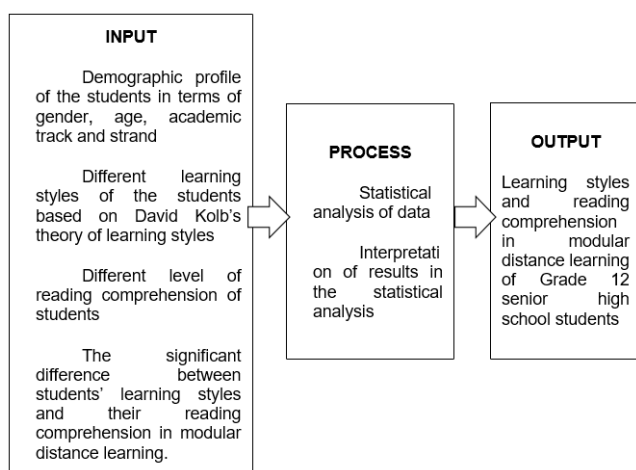 INPUT
Demographic profile
of the students in terms of
gender, age, academic
track and strand
Different learning
styles of the students
based on David Kolb's
theory of learning styles
Different level of
reading comprehension of
students
The significant
difference between
students' learning styles
and their reading
comprehension in modular
distance learning.
PROCESS
Statistical
analysis of data
Interpretati
on of results in
the statistical
analysis
OUTPUT
Learning styles
and reading
comprehension
in modular
distance learning
of Grade 12
senior high
school students